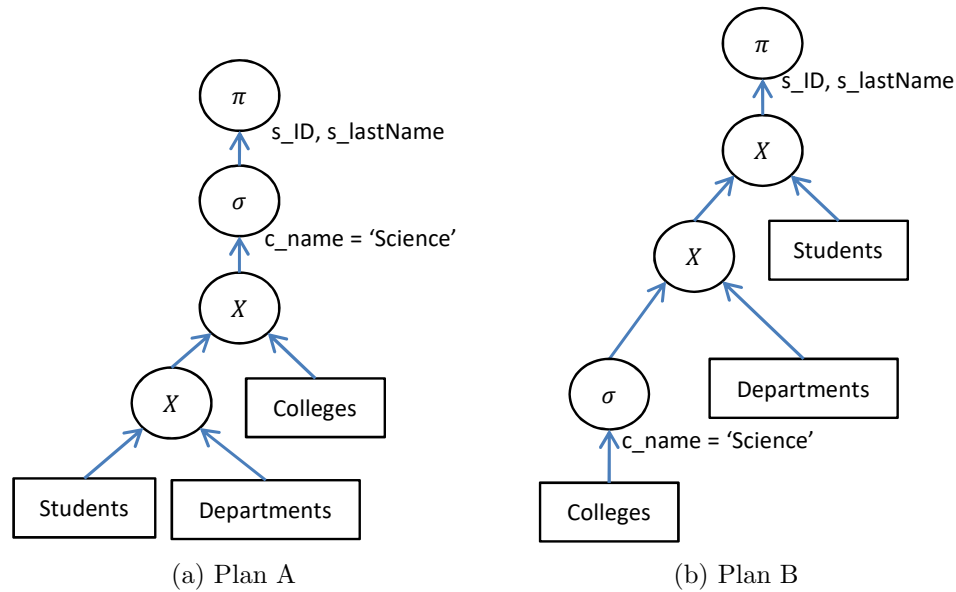 π
s_ID, s_lastName
σ
c_name = ‘Science’
X
X
Colleges
Students
Departments
(a) Plan A
π
s_ID, s_lastName
X
X
Students
σ
Departments
c_name = ‘Science’
Colleges
(b) Plan B